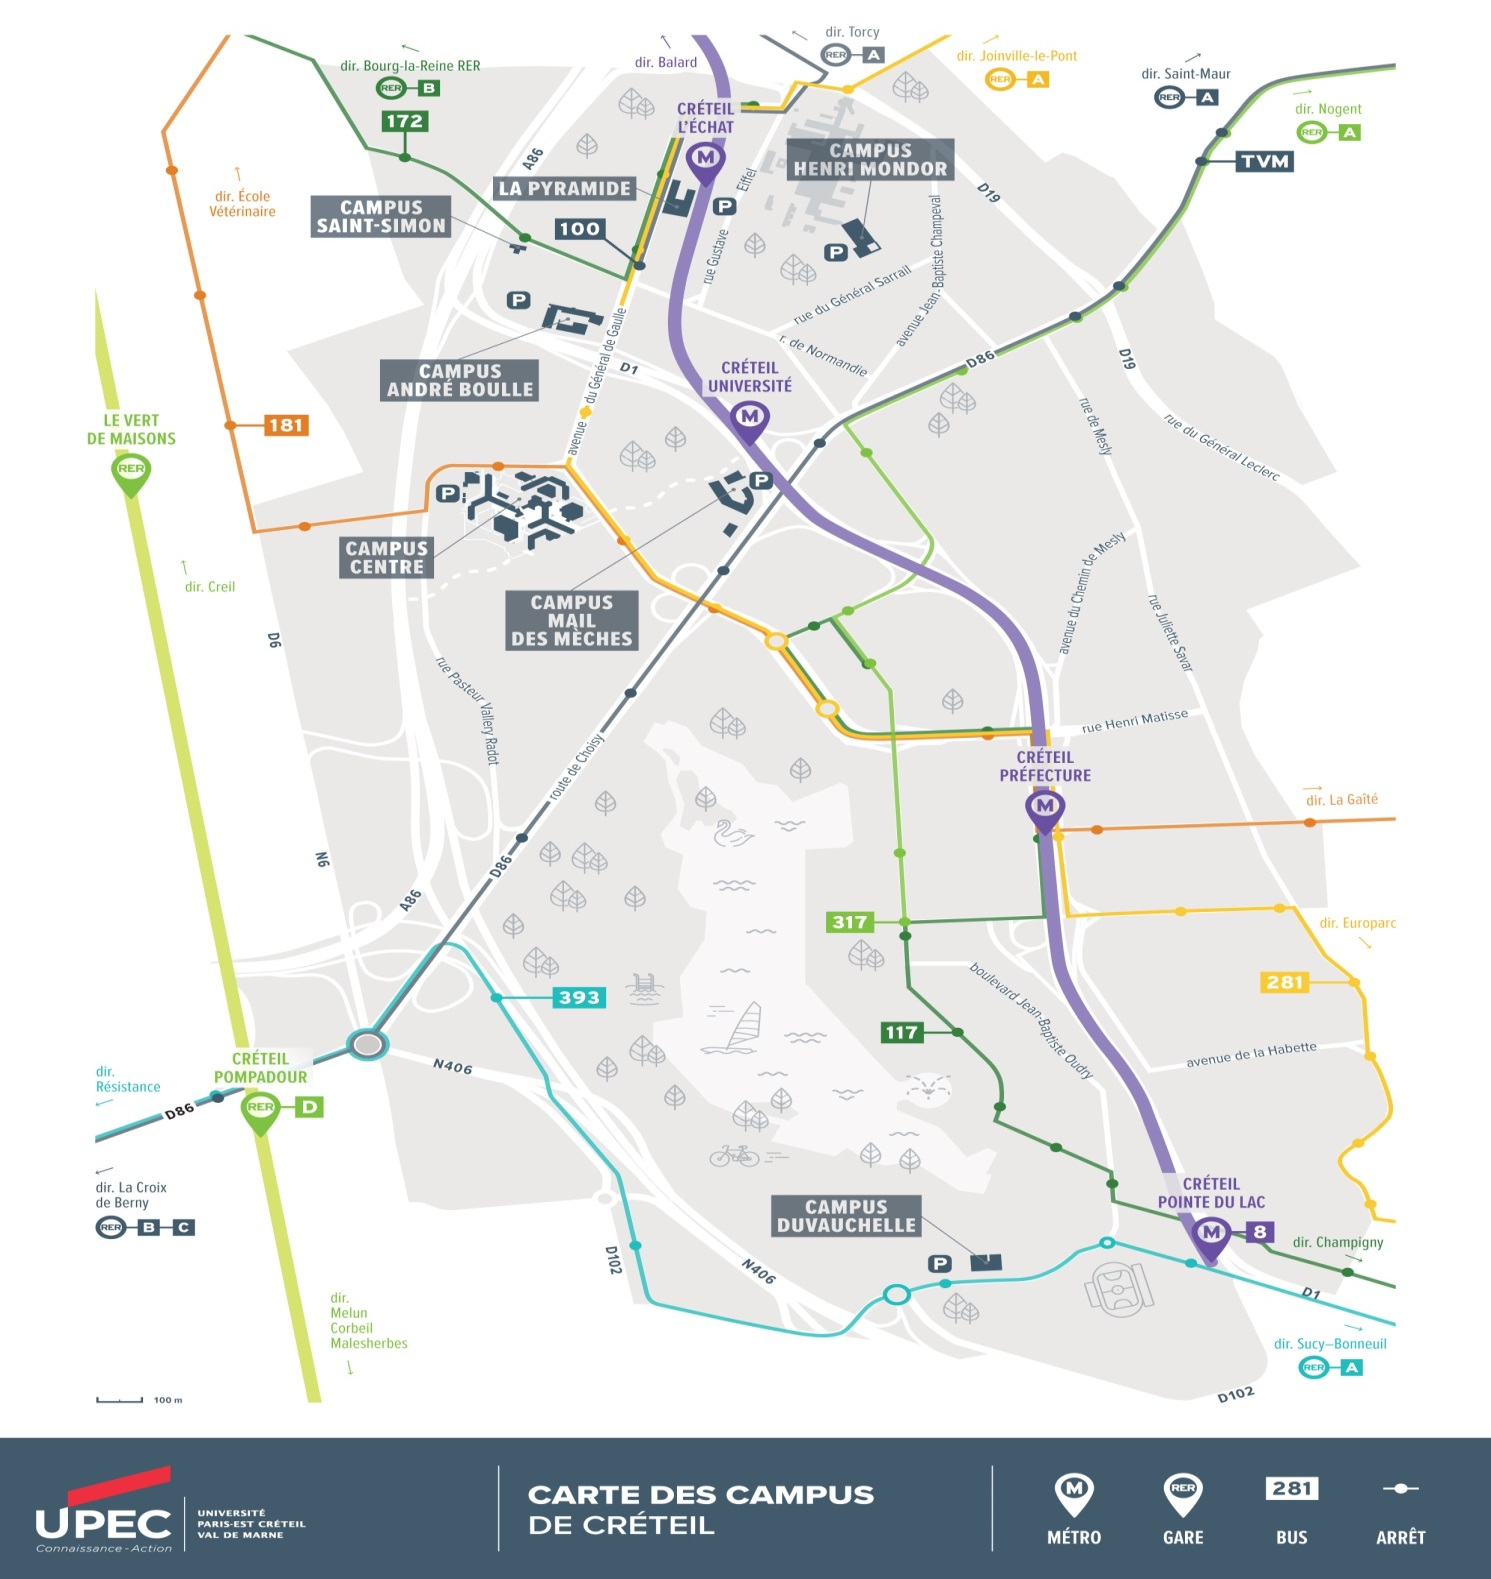 dir. Torcy
RER A
dir. Balard
dir. Joinville-le-Pont
RER A
dir. Bourg-la-Reine RER
RER B
172
dir. Saint-Maur
RER A
dir. Nogent
RER A
TVM
CRÉTEIL
L'ÉCHAT
M
A86
CAMPUS
HENRI MONDOR
D19
LA PYRAMIDE
P
rue Gustave Eiffel
dir. École
Vétérinaire
CAMPUS
SAINT-SIMON
100
P
avenue Jean-Baptiste Champeval
rue du Général Sarrail
P
r. de Normandie
avenue du Général de Gaulle
D1
D86
D19
CAMPUS
ANDRÉ BOULLE
CRÉTEIL
UNIVERSITÉ
M
LE VERT
DE MAISONS
RER
181
rue de Mesly
rue du Général Leclerc
P
P
CAMPUS
CENTRE
dir. Creil
CAMPUS
MAIL
DES MÈCHES
avenue du Chemin de Mesly
rue Juliette Savar
D6
rue Pasteur Vallery Radot
rue Henri Matisse
route de Choisy
CRÉTEIL
PRÉFECTURE
M
dir. La Gaîté
N6
D86
A86
317
dir. Europarc
281
393
117
boulevard Jean-Baptiste Oudry
avenue de la Habette
CRÉTEIL
POMPADOUR
RER D
N406
dir.
Résistance
D86
dir. La Croix
de Berny
RER B C
CRÉTEIL
POINTE DU LAC
M 8
CAMPUS
DUVAUCHELLE
P
dir. Champigny
D102
N406
D1
dir.
Melun
Corbeil
Malesherbes
dir. Sucy–Bonneuil
RER A
D102
100 m
UPEC
Connaissance - Action
UNIVERSITÉ
PARIS-EST CRÉTEIL
VAL DE MARNE
CARTE DES CAMPUS
DE CRÉTEIL
M
MÉTRO
RER
GARE
281
BUS
ARRÊT